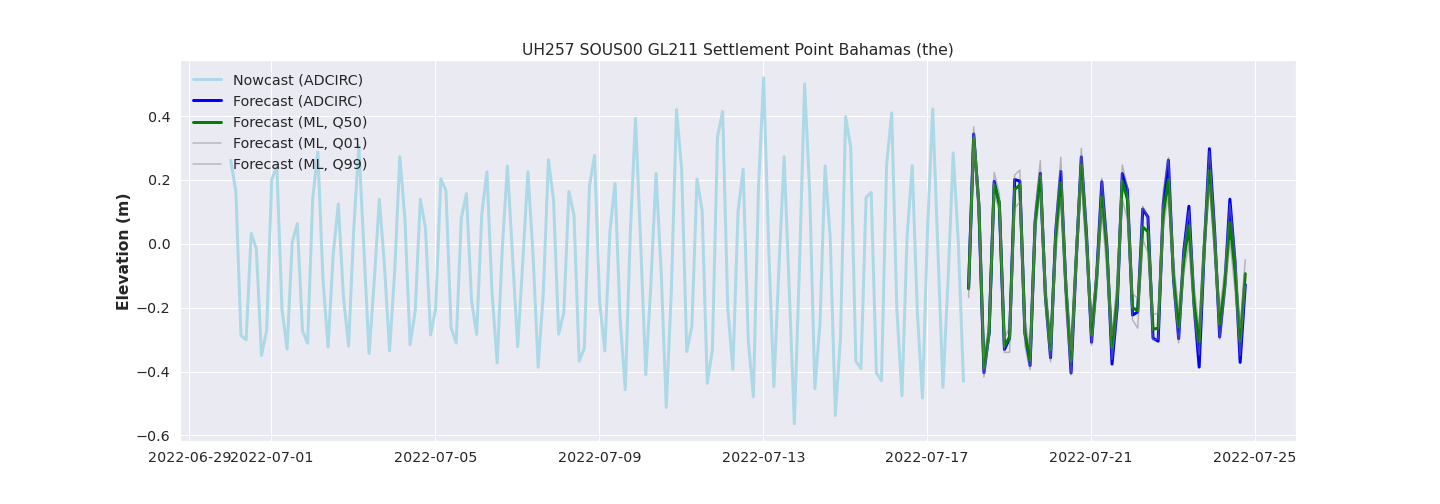 UH257 SOUS00 GL211 Settlement Point Bahamas (the)
Nowcast (ADCIRC)
Forecast (ADCIRC)
Forecast (ML, Q50)
Forecast (ML, Q01)
Forecast (ML, Q99)
Elevation (m)
0.4
0.2
0.0
−0.2
−0.4
−0.6
2022-06-29 2022-07-01 2022-07-05 2022-07-09 2022-07-13 2022-07-17 2022-07-21 2022-07-25